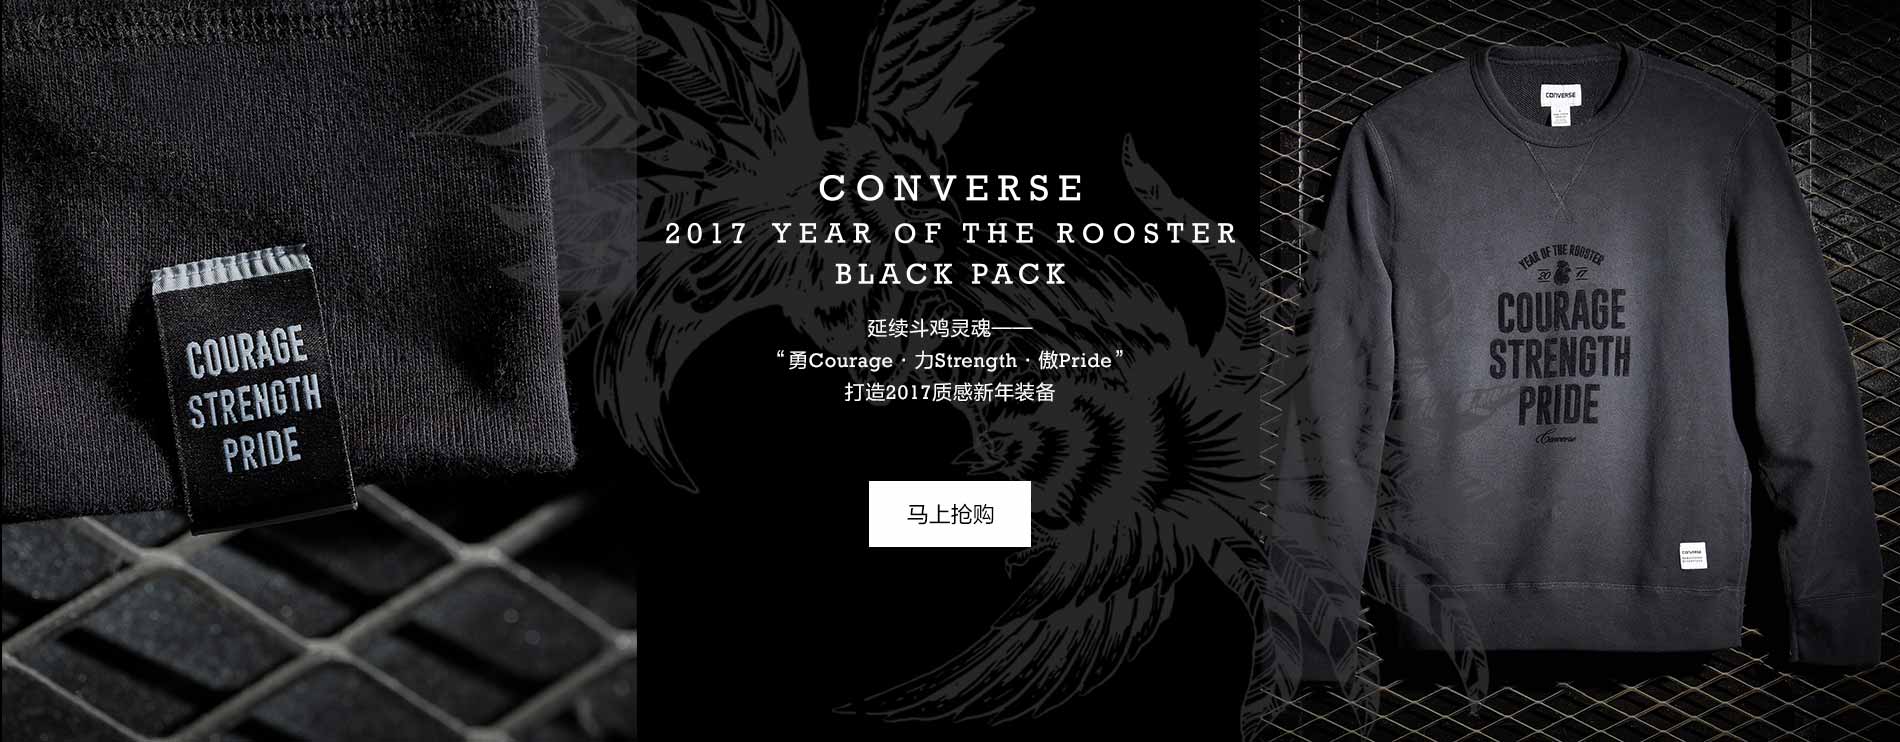 COURAGE
STRENGTH
PRIDE
CONVERSE
2017 YEAR OF THE ROOSTER
BLACK PACK
延续斗鸡灵魂——
“勇Courage · 力Strength · 傲Pride”
打造2017质感新年装备
马上抢购
CONVERSE
YEAR OF THE ROOSTER
20 17
COURAGE
STRENGTH
PRIDE
Converse
CONVERSE